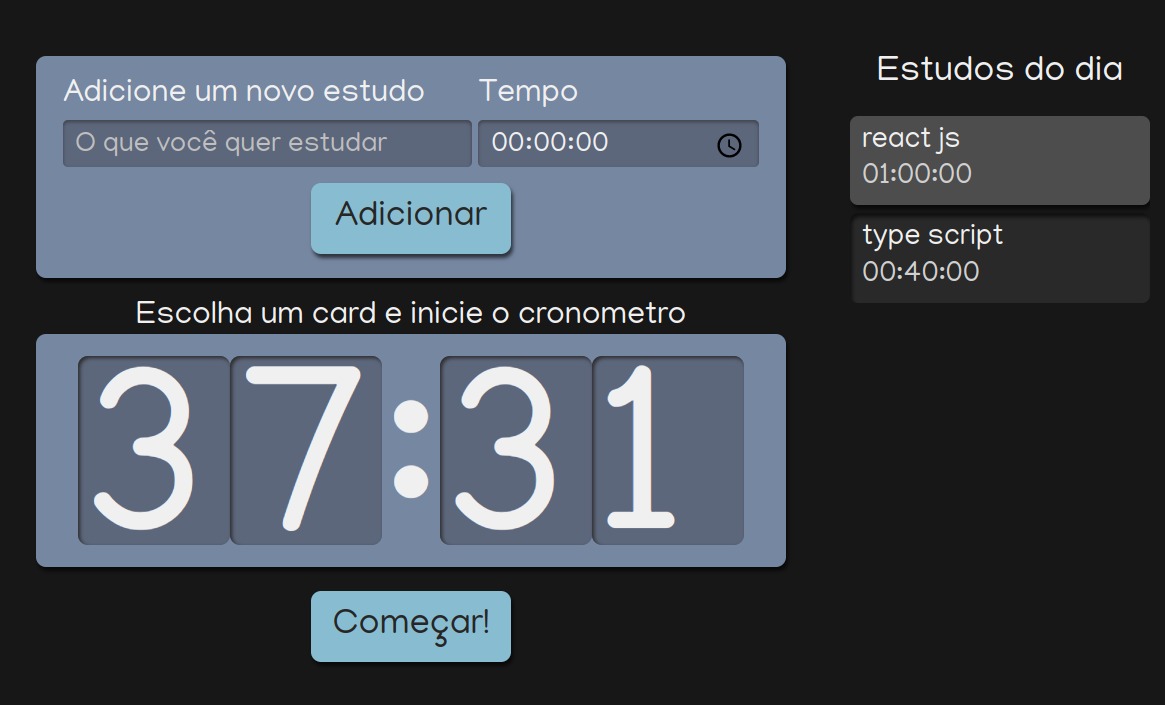 Adicione um novo estudo
Tempo
O que você quer estudar
00:00:00
Adicionar
Escolha um card e inicie o cronometro
37:31
Começar!
Estudos do dia
react js
01:00:00
type script
00:40:00